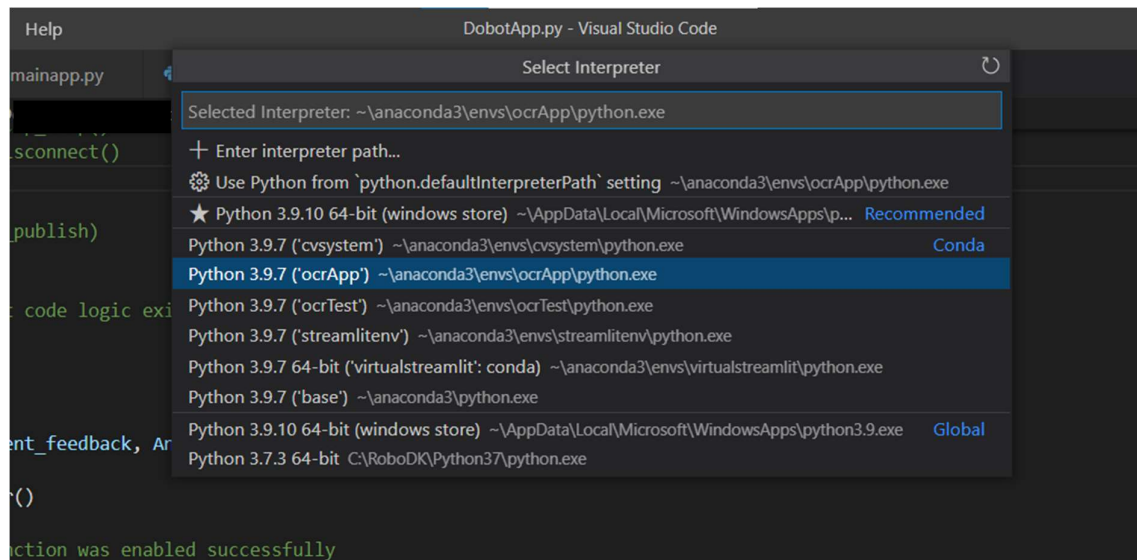 Help DobotApp.py - Visual Studio Code
mainapp.py
Select Interpreter
Selected Interpreter: ~\anaconda3\envs\ocrApp\python.exe
isconnect()
+ Enter interpreter path...
Use Python from `python.defaultInterpreterPath` setting ~\anaconda3\envs\ocrApp\python.exe
★ Python 3.9.10 64-bit (windows store) ~\AppData\Local\Microsoft\WindowsApps\p... Recommended
_publish)
Python 3.9.7 ('cvsystem') ~\anaconda3\envs\cvsystem\python.exe Conda
Python 3.9.7 ('ocrApp') ~\anaconda3\envs\ocrApp\python.exe
code logic exi
Python 3.9.7 ('ocrTest') ~\anaconda3\envs\ocrTest\python.exe
Python 3.9.7 ('streamlitenv') ~\anaconda3\envs\streamlitenv\python.exe
Python 3.9.7 64-bit ('virtualstreamlit': conda) ~\anaconda3\envs\virtualstreamlit\python.exe
Python 3.9.7 ('base') ~\anaconda3\python.exe
Python 3.9.10 64-bit (windows store) ~\AppData\Local\Microsoft\WindowsApps\python3.9.exe Global
ent_feedback, Ar
Python 3.7.3 64-bit C:\RoboDK\Python37\python.exe
r()
nction was enabled successfully